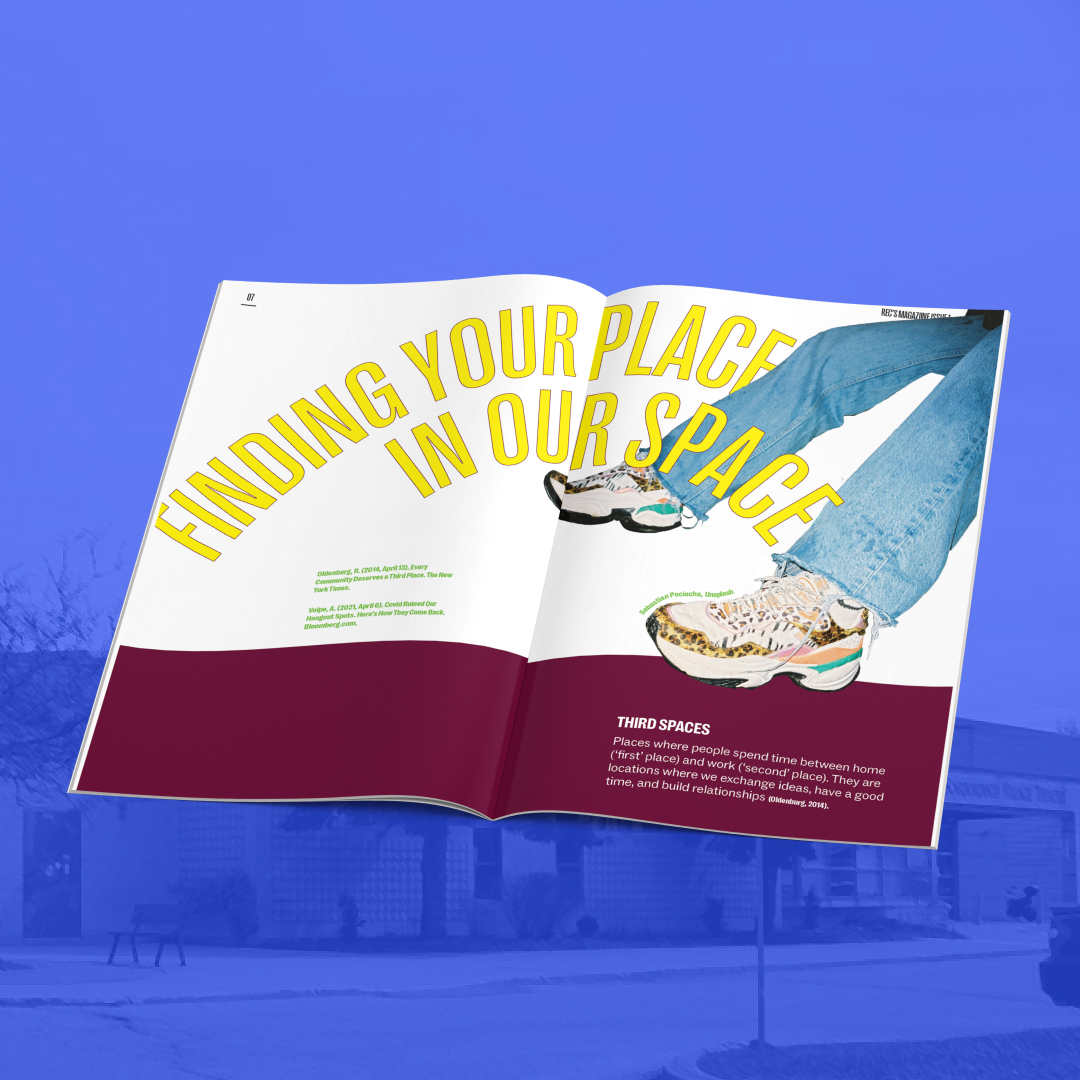 07
REC'S MAGAZINE ISSUE
FINDING YOUR PLACE
IN OUR SPACE
Oldenburg, R. (2014, April 13). Every
Community Deserves a Third Place. The New
York Times.
Volpe, A. (2021, April 6). Covid Ruined Our
Hangout Spots. Here's How They Come Back.
Bloomberg.com.
Sebastian Pociecha, Unsplash
THIRD SPACES
Places where people spend time between home
('first' place) and work ('second' place). They are
locations where we exchange ideas, have a good
time, and build relationships (Oldenburg, 2014).